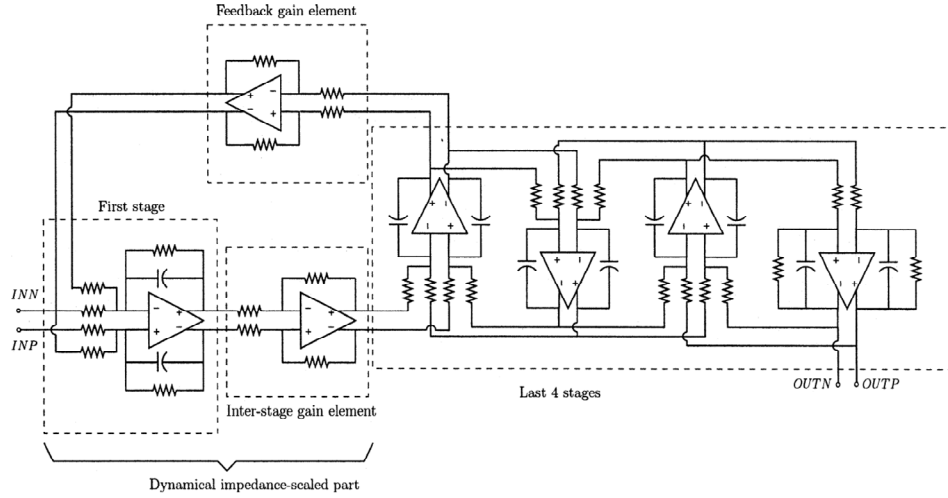 Feedback gain element
First stage
INN
INP
Inter-stage gain element
Last 4 stages
OUTN
OUTP
Dynamical impedance-scaled part